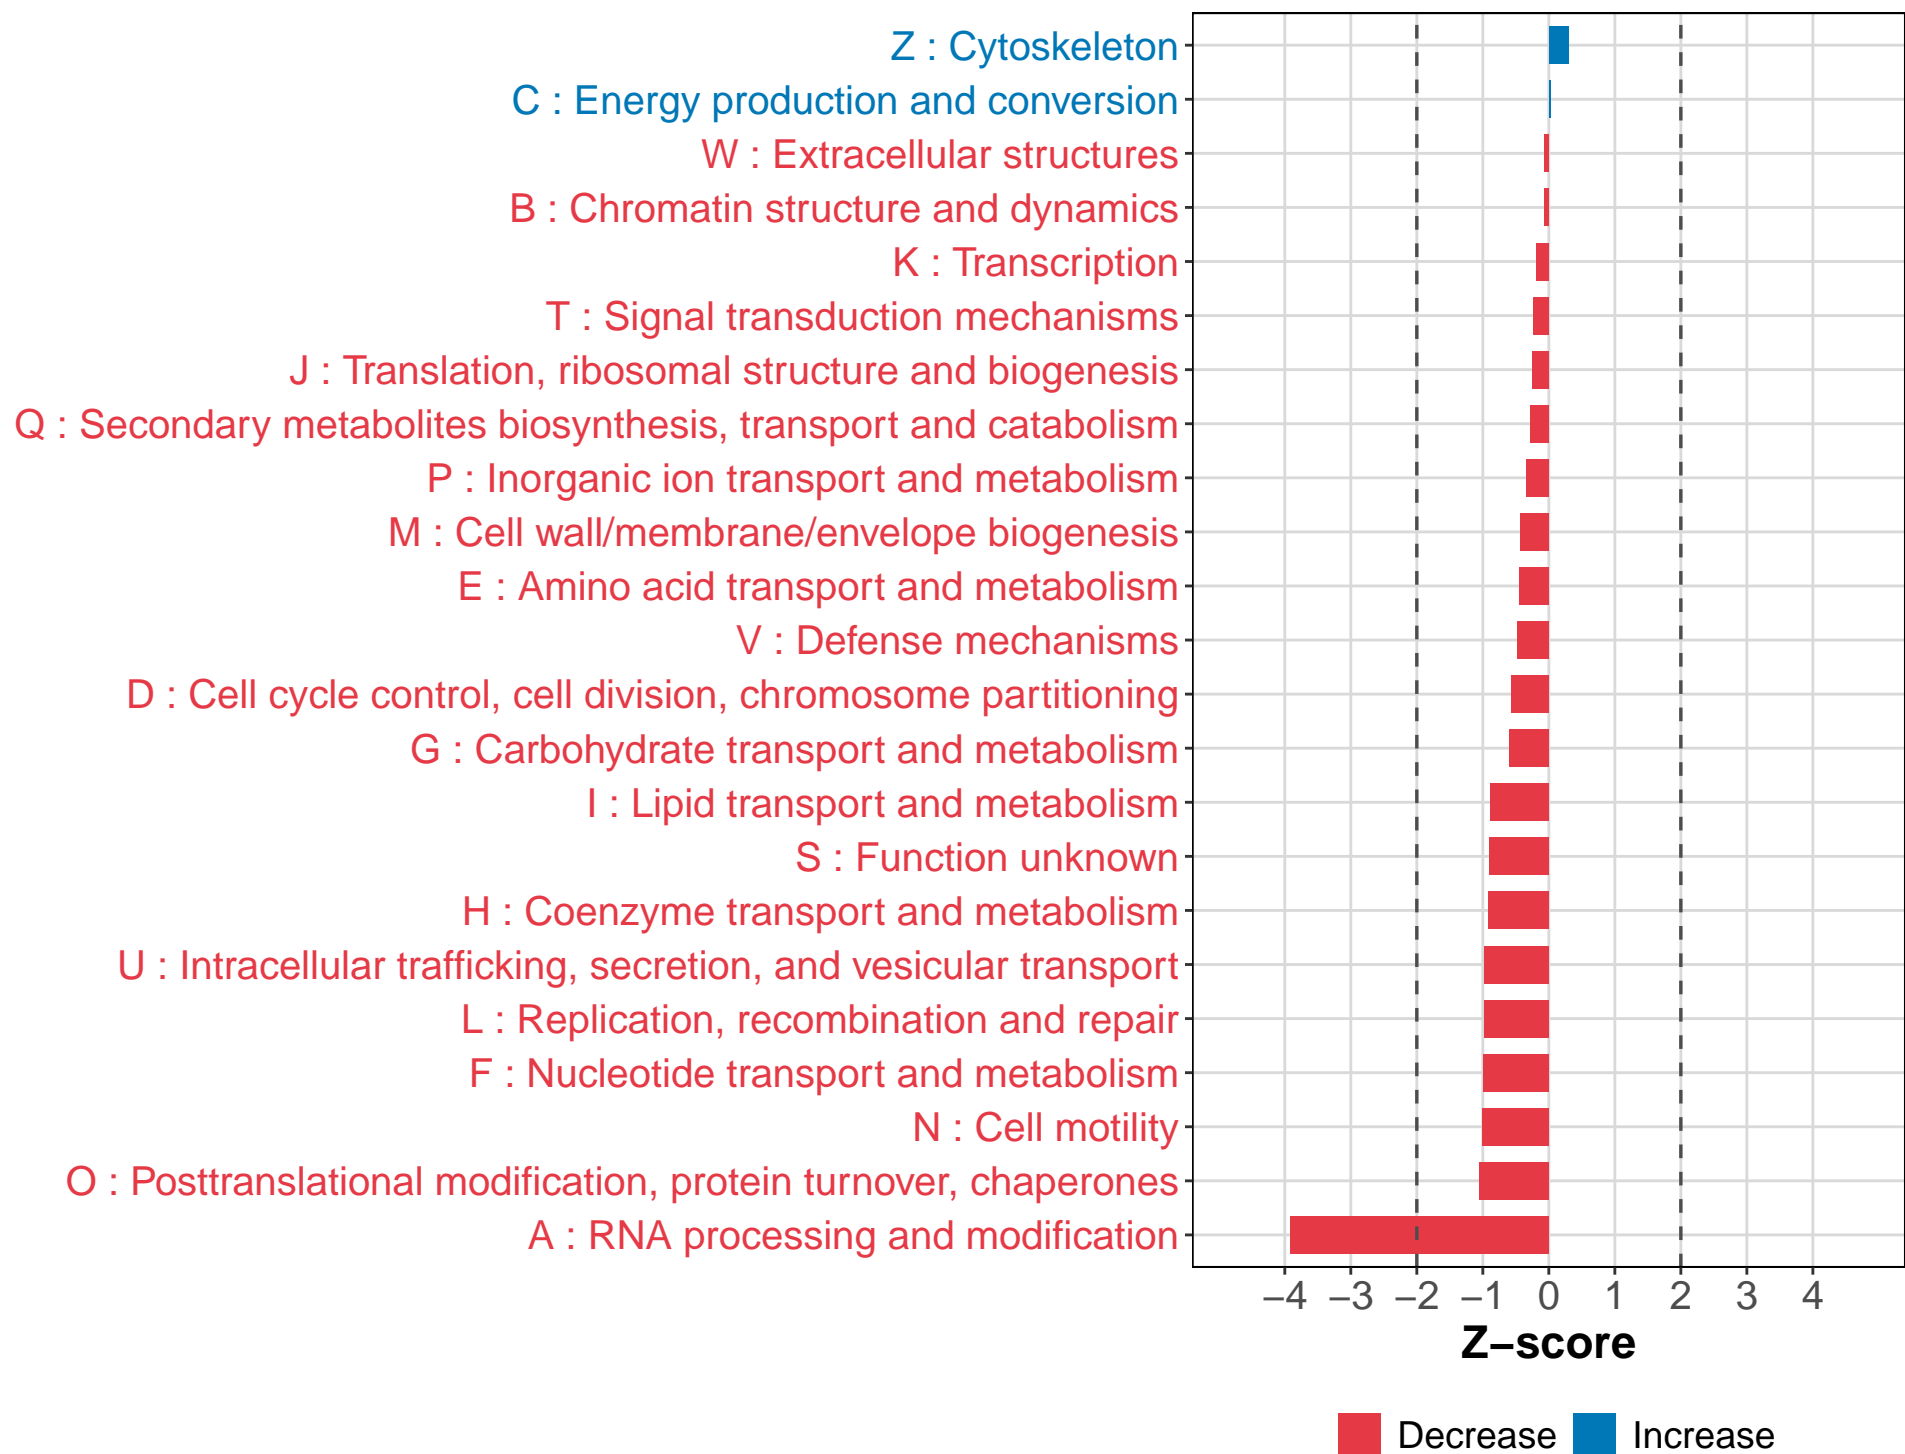 Z : Cytoskeleton
C : Energy production and conversion
W : Extracellular structures
B : Chromatin structure and dynamics
K : Transcription
T : Signal transduction mechanisms
J : Translation, ribosomal structure and biogenesis
Q : Secondary metabolites biosynthesis, transport and catabolism
P : Inorganic ion transport and metabolism
M : Cell wall/membrane/envelope biogenesis
E : Amino acid transport and metabolism
V : Defense mechanisms
D : Cell cycle control, cell division, chromosome partitioning
G : Carbohydrate transport and metabolism
I : Lipid transport and metabolism
S : Function unknown
H : Coenzyme transport and metabolism
U : Intracellular trafficking, secretion, and vesicular transport
L : Replication, recombination and repair
F : Nucleotide transport and metabolism
N : Cell motility
O : Posttranslational modification, protein turnover, chaperones
A : RNA processing and modification
−4 −3 −2 −1 0 1 2 3 4
Z−score
Decrease Increase